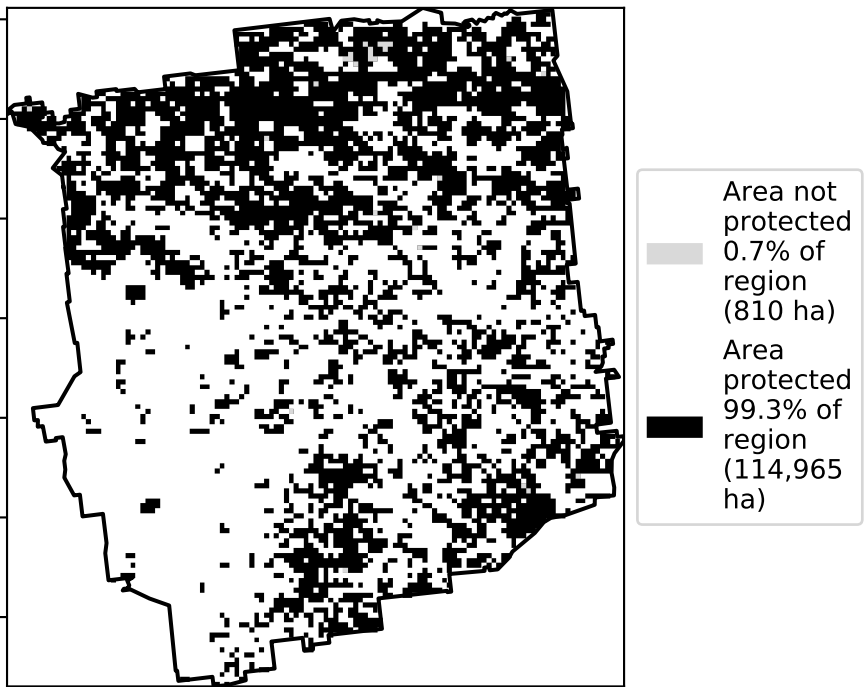 Area not
protected
0.7% of
region
(810 ha)
Area
protected
99.3% of
region
(114,965
ha)